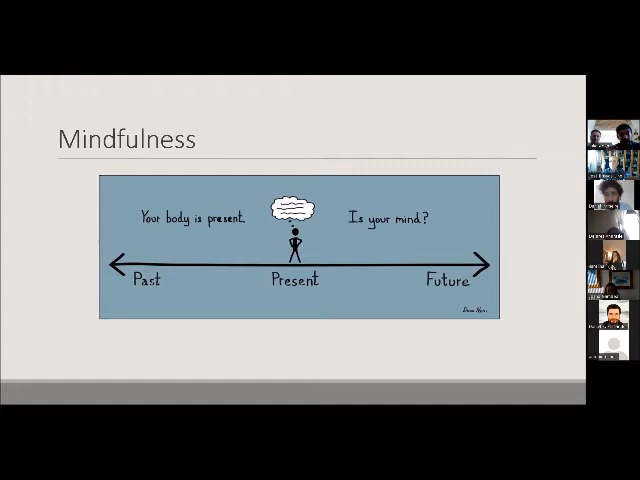 Mindfulness
Your body is present.
Is your mind?
Past
Present
Future